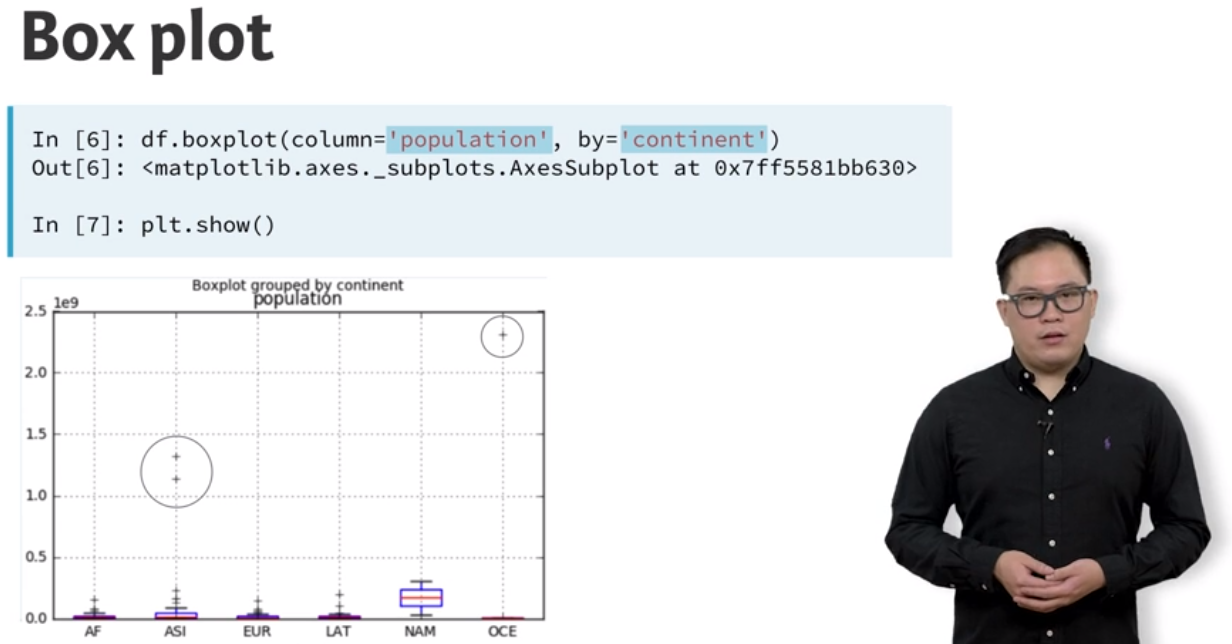 Box plot
In [6]: df.boxplot(column='population', by='continent')
Out[6]: <matplotlib.axes._subplots.AxesSubplot at 0x7ff5581bb630>
In [7]: plt.show()
Boxplot grouped by continent
population
1e9
2.5
2.0
1.5
1.0
0.5
0.0
AF ASI EUR LAT NAM OCE